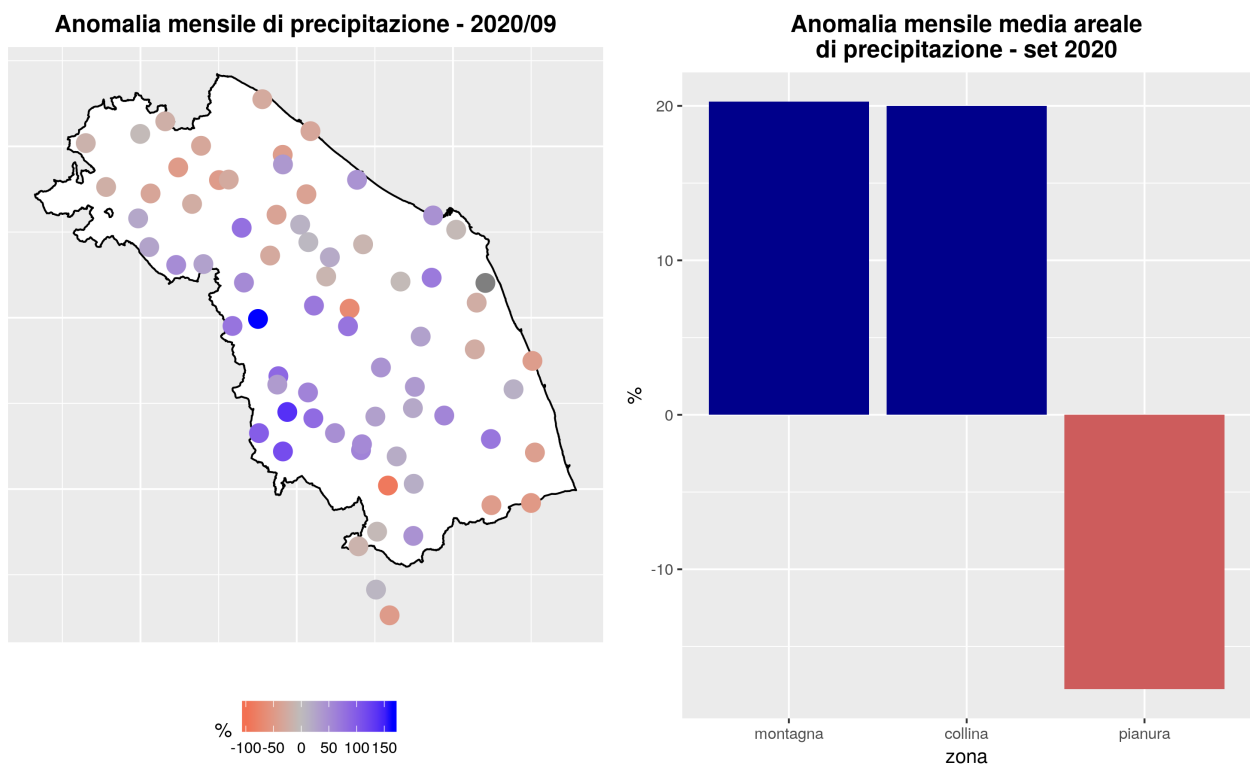 Anomalia mensile di precipitazione - 2020/09
%
-100 -50 0 50 100 150
Anomalia mensile media areale
di precipitazione - set 2020
%
20
10
0
-10
montagna collina pianura
zona